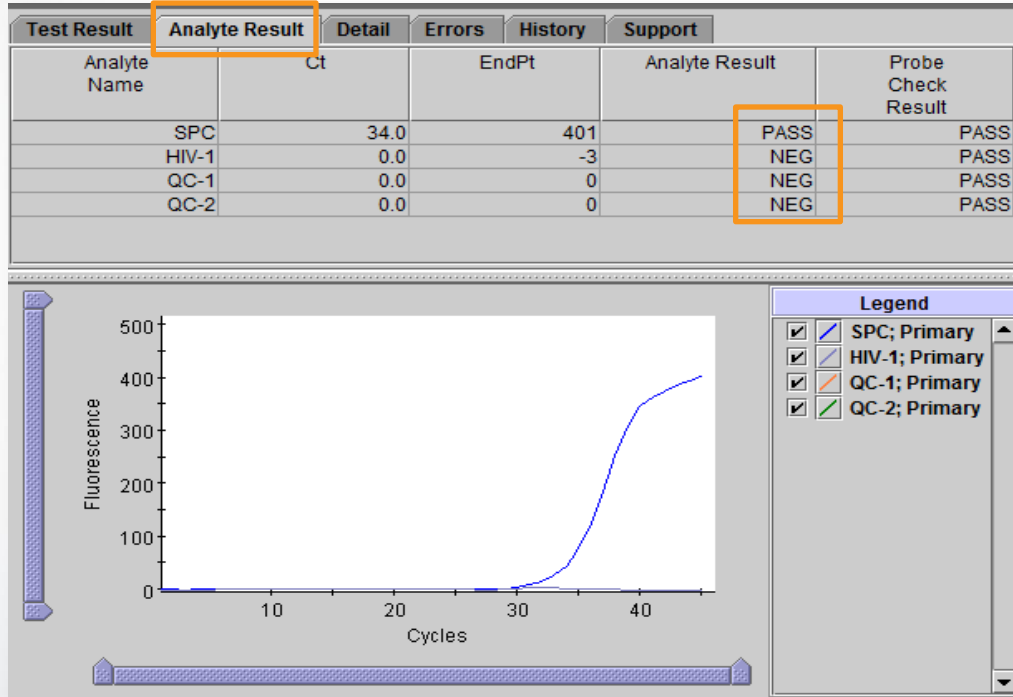 Test Result Analyte Result Detail Errors History Support
Analyte Name Ct EndPt Analyte Result Probe Check Result
SPC 34.0 401 PASS PASS
HIV-1 0.0 -3 NEG PASS
QC-1 0.0 0 NEG PASS
QC-2 0.0 0 NEG PASS
500
400
300
200
100
0
Fluorescence
10 20 30 40
Cycles
Legend
SPC; Primary
HIV-1; Primary
QC-1; Primary
QC-2; Primary